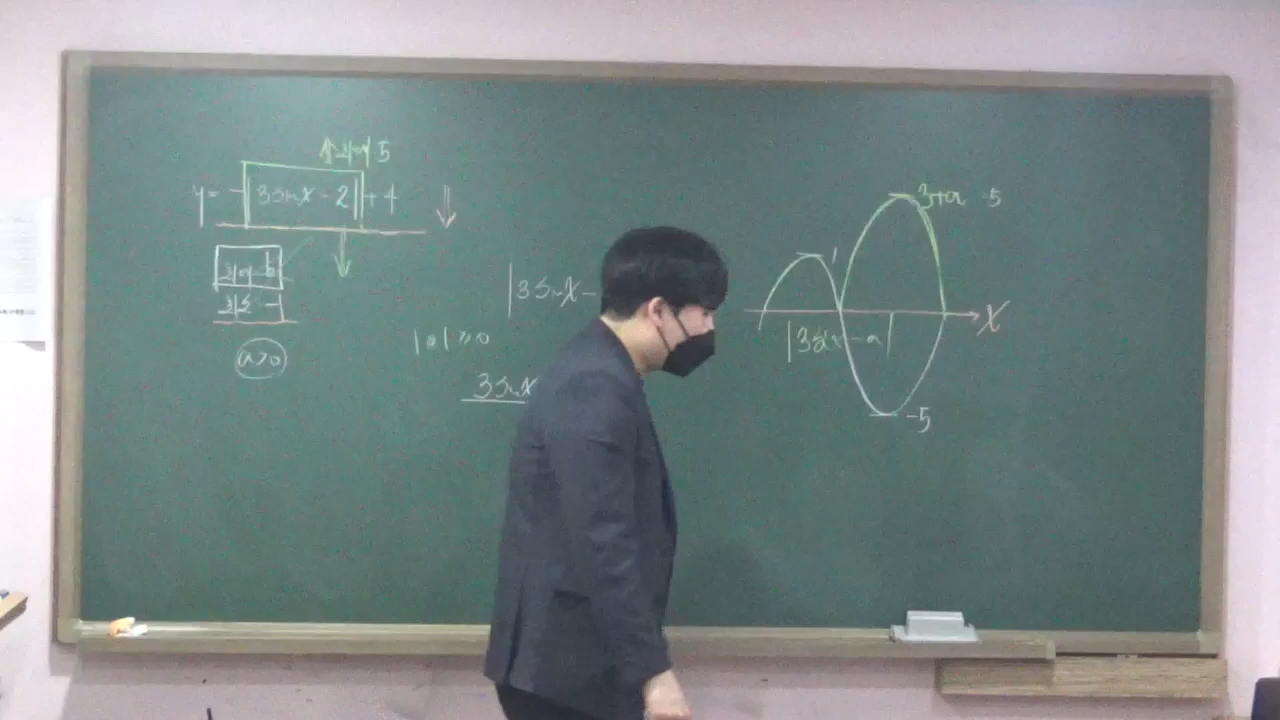 5
y = -|3sinx - 2| + 4
a>0
|3sinx -
|a| ≥ 0
3sinx
3+a 5
1
x
|3sinx - a|
-5